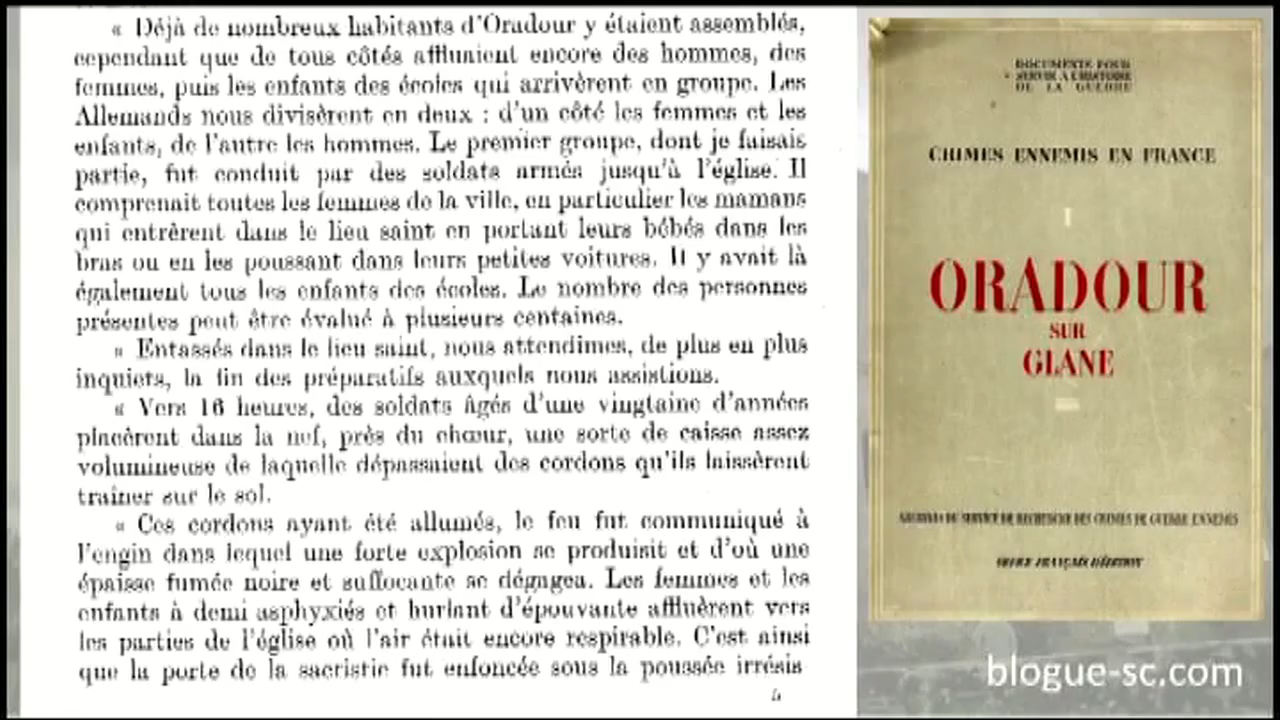 « Déjà de nombreux habitants d'Oradour y étaient assemblés,
cependant que de tous côtés affluaient encore des hommes, des
femmes, puis les enfants des écoles qui arrivèrent en groupe. Les
Allemands nous divisèrent en deux : d'un côté les femmes et les
enfants, de l'autre les hommes. Le premier groupe, dont je faisais
partie, fut conduit par des soldats armés jusqu'à l'église. Il
comprenait toutes les femmes de la ville, en particulier les mamans
qui entrèrent dans le lieu saint en portant leurs bébés dans les
bras ou en les poussant dans leurs petites voitures. Il y avait là
également tous les enfants des écoles. Le nombre des personnes
présentes peut être évalué à plusieurs centaines.
« Entassés dans le lieu saint, nous attendîmes, de plus en plus
inquiets, la fin des préparatifs auxquels nous assistions.
« Vers 16 heures, des soldats âgés d'une vingtaine d'années
placèrent dans la nef, près du chœur, une sorte de caisse assez
volumineuse de laquelle dépassaient des cordons qu'ils laissèrent
traîner sur le sol.
« Ces cordons ayant été allumés, le feu fut communiqué à
l'engin dans lequel une forte explosion se produisit et d'où une
épaisse fumée noire et suffocante se dégagea. Les femmes et les
enfants à demi asphyxiés et hurlant d'épouvante affluèrent vers
les parties de l'église où l'air était encore respirable. C'est ainsi
que la porte de la sacristie fut enfoncée sous la poussée irrésis-
DOCUMENTS POUR
SERVIR A L'HISTOIRE
DE LA GUERRE
CRIMES ENNEMIS EN FRANCE
I
ORADOUR
SUR
GLANE
ARCHIVES DU SERVICE DE RECHERCHE DES CRIMES DE GUERRE ENNEMIS
OFFICE FRANÇAIS D'ÉDITION
blogue-sc.com